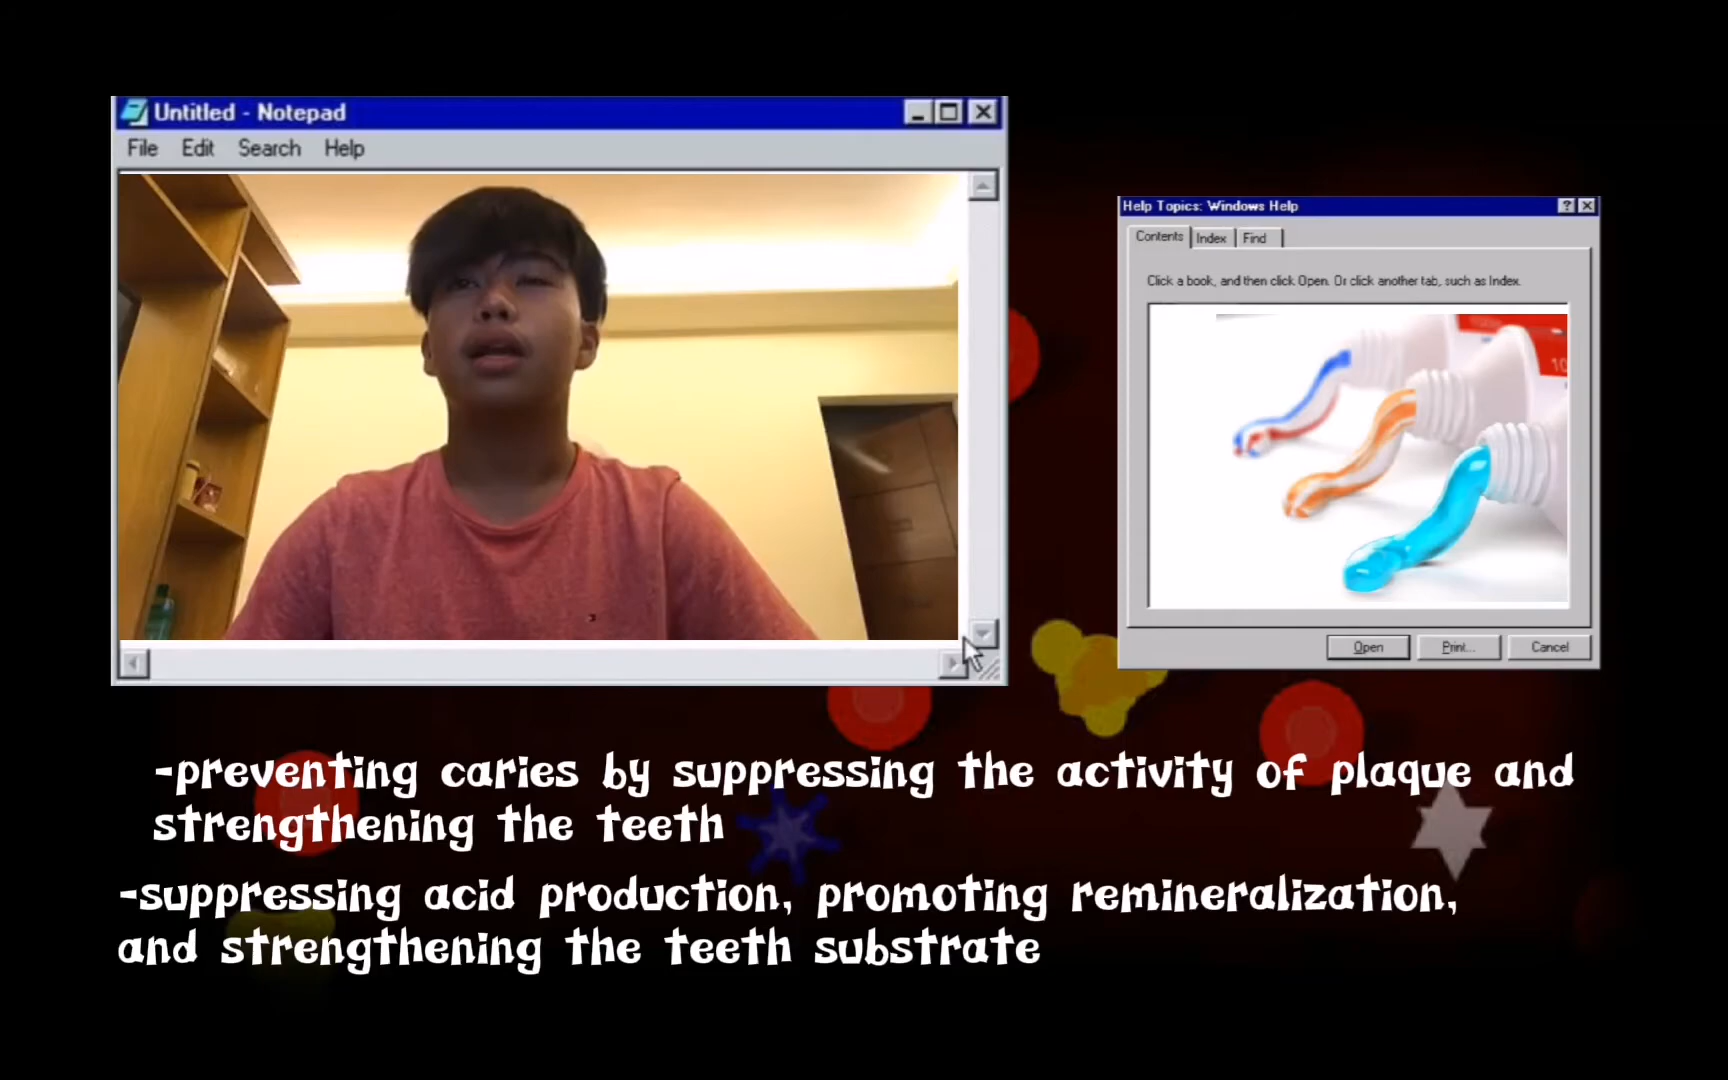 Untitled - Notepad
File Edit Search Help
Help Topics: Windows Help
Contents Index Find
Click a book, and then click Open. Or click another tab, such as Index.
10
Open Print... Cancel
-preventing caries by suppressing the activity of plaque and
strengthening the teeth
-suppressing acid production, promoting remineralization,
and strengthening the teeth substrate